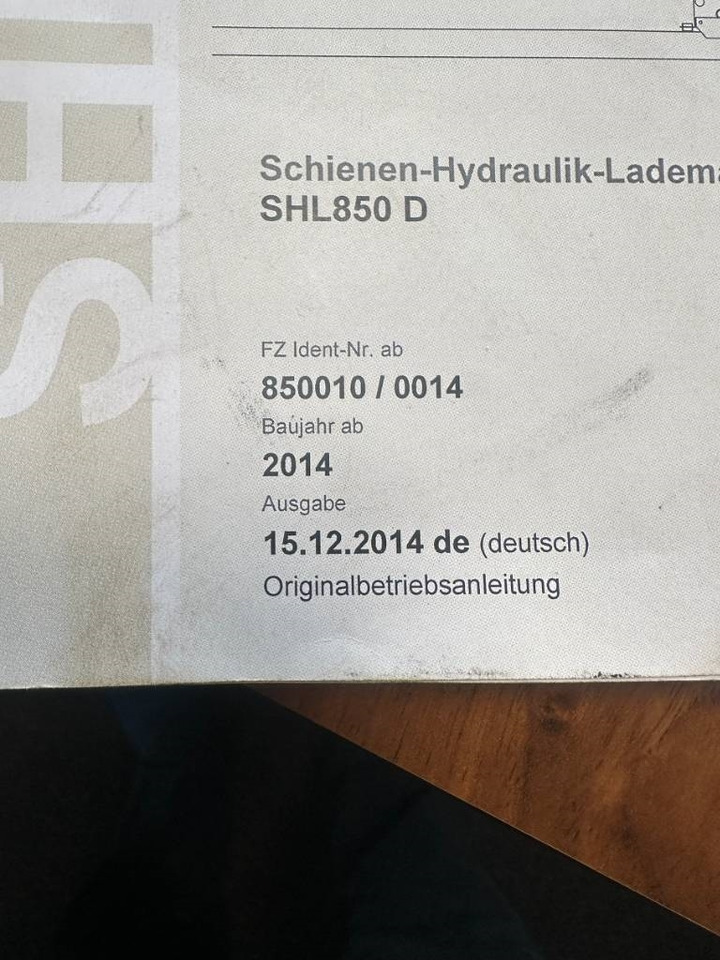 SH
Schienen-Hydraulik-Ladema
SHL850 D
FZ Ident-Nr. ab
850010 / 0014
Baujahr ab
2014
Ausgabe
15.12.2014 de (deutsch)
Originalbetriebsanleitung